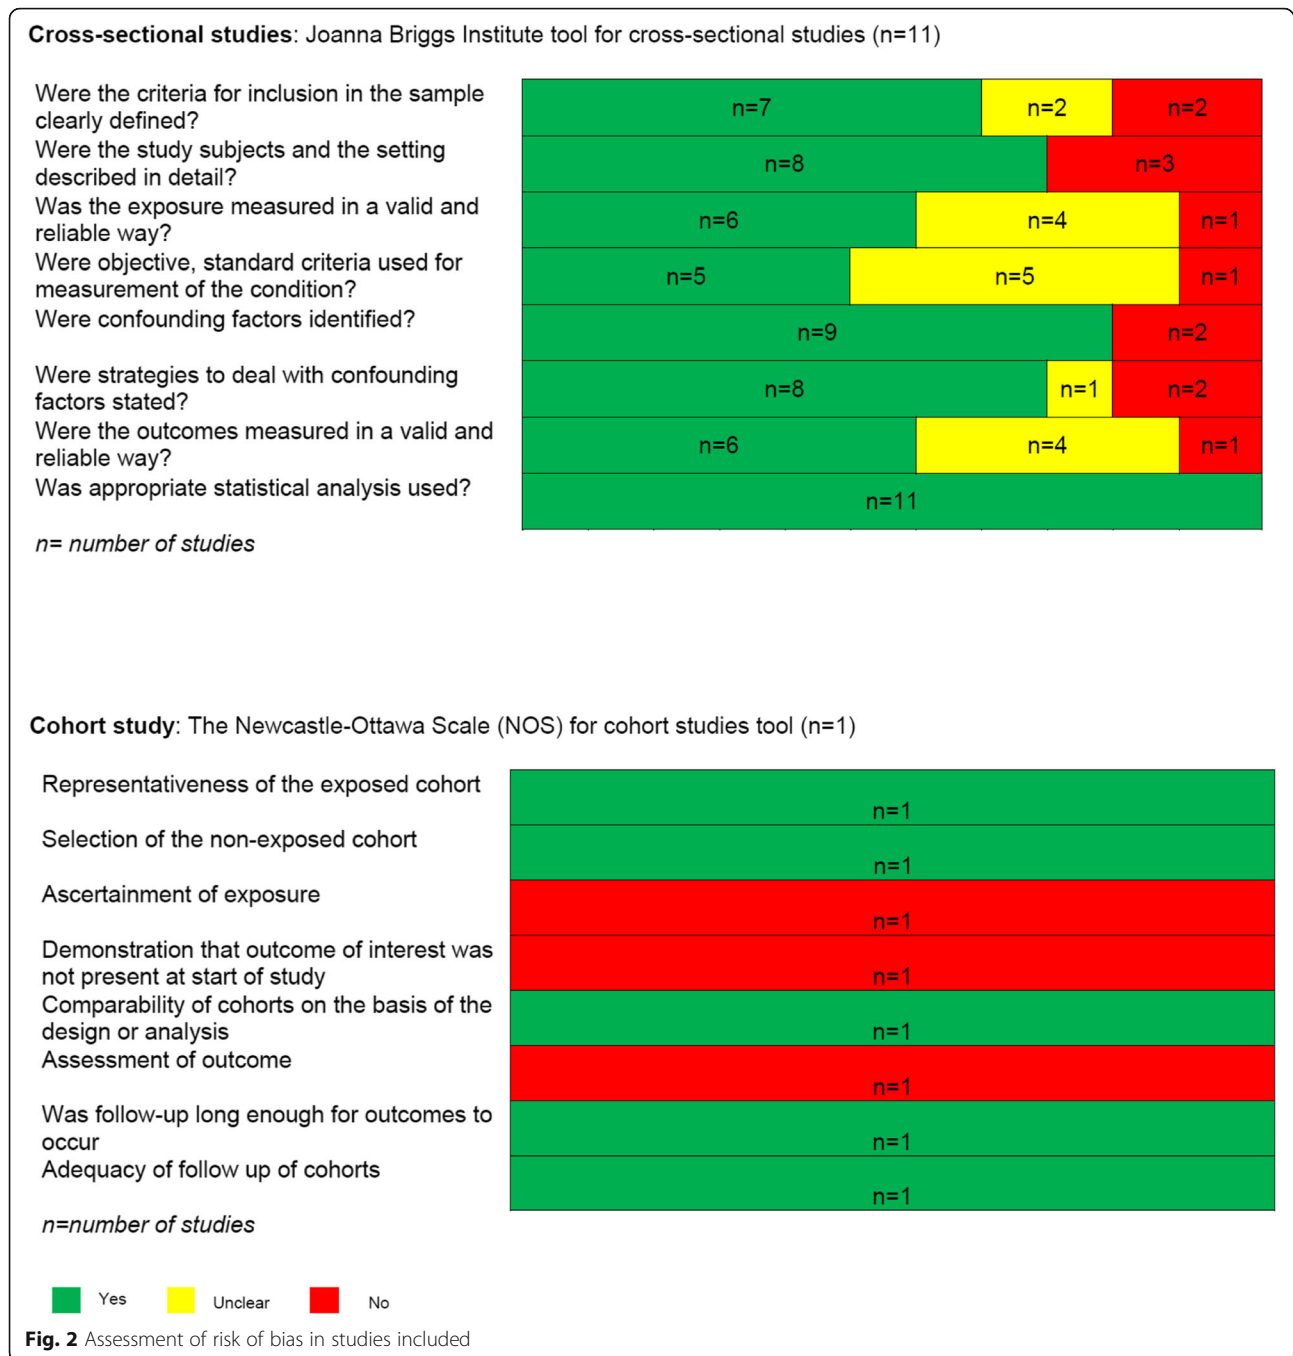 Cross-sectional studies: Joanna Briggs Institute tool for cross-sectional studies (n=11)
Were the criteria for inclusion in the sample
clearly defined?
n=7 n=2 n=2
Were the study subjects and the setting
described in detail?
n=8 n=3
Was the exposure measured in a valid and
reliable way?
n=6 n=4 n=1
Were objective, standard criteria used for
measurement of the condition?
n=5 n=5 n=1
Were confounding factors identified?
n=9 n=2
Were strategies to deal with confounding
factors stated?
n=8 n=1 n=2
Were the outcomes measured in a valid and
reliable way?
n=6 n=4 n=1
Was appropriate statistical analysis used?
n=11
n= number of studies
Cohort study: The Newcastle-Ottawa Scale (NOS) for cohort studies tool (n=1)
Representativeness of the exposed cohort
n=1
Selection of the non-exposed cohort
n=1
Ascertainment of exposure
n=1
Demonstration that outcome of interest was
not present at start of study
n=1
Comparability of cohorts on the basis of the
design or analysis
n=1
Assessment of outcome
n=1
Was follow-up long enough for outcomes to
occur
n=1
Adequacy of follow up of cohorts
n=1
n=number of studies
Yes Unclear No
Fig. 2 Assessment of risk of bias in studies included